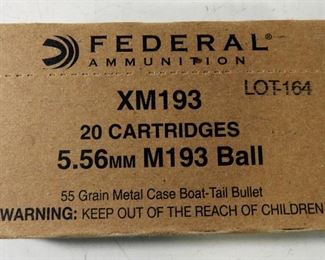 FEDERAL®
AMMUNITION
XM193
LOT-164
20 CARTRIDGES
5.56MM M193 Ball
55 Grain Metal Case Boat-Tail Bullet
WARNING: KEEP OUT OF THE REACH OF CHILDREN